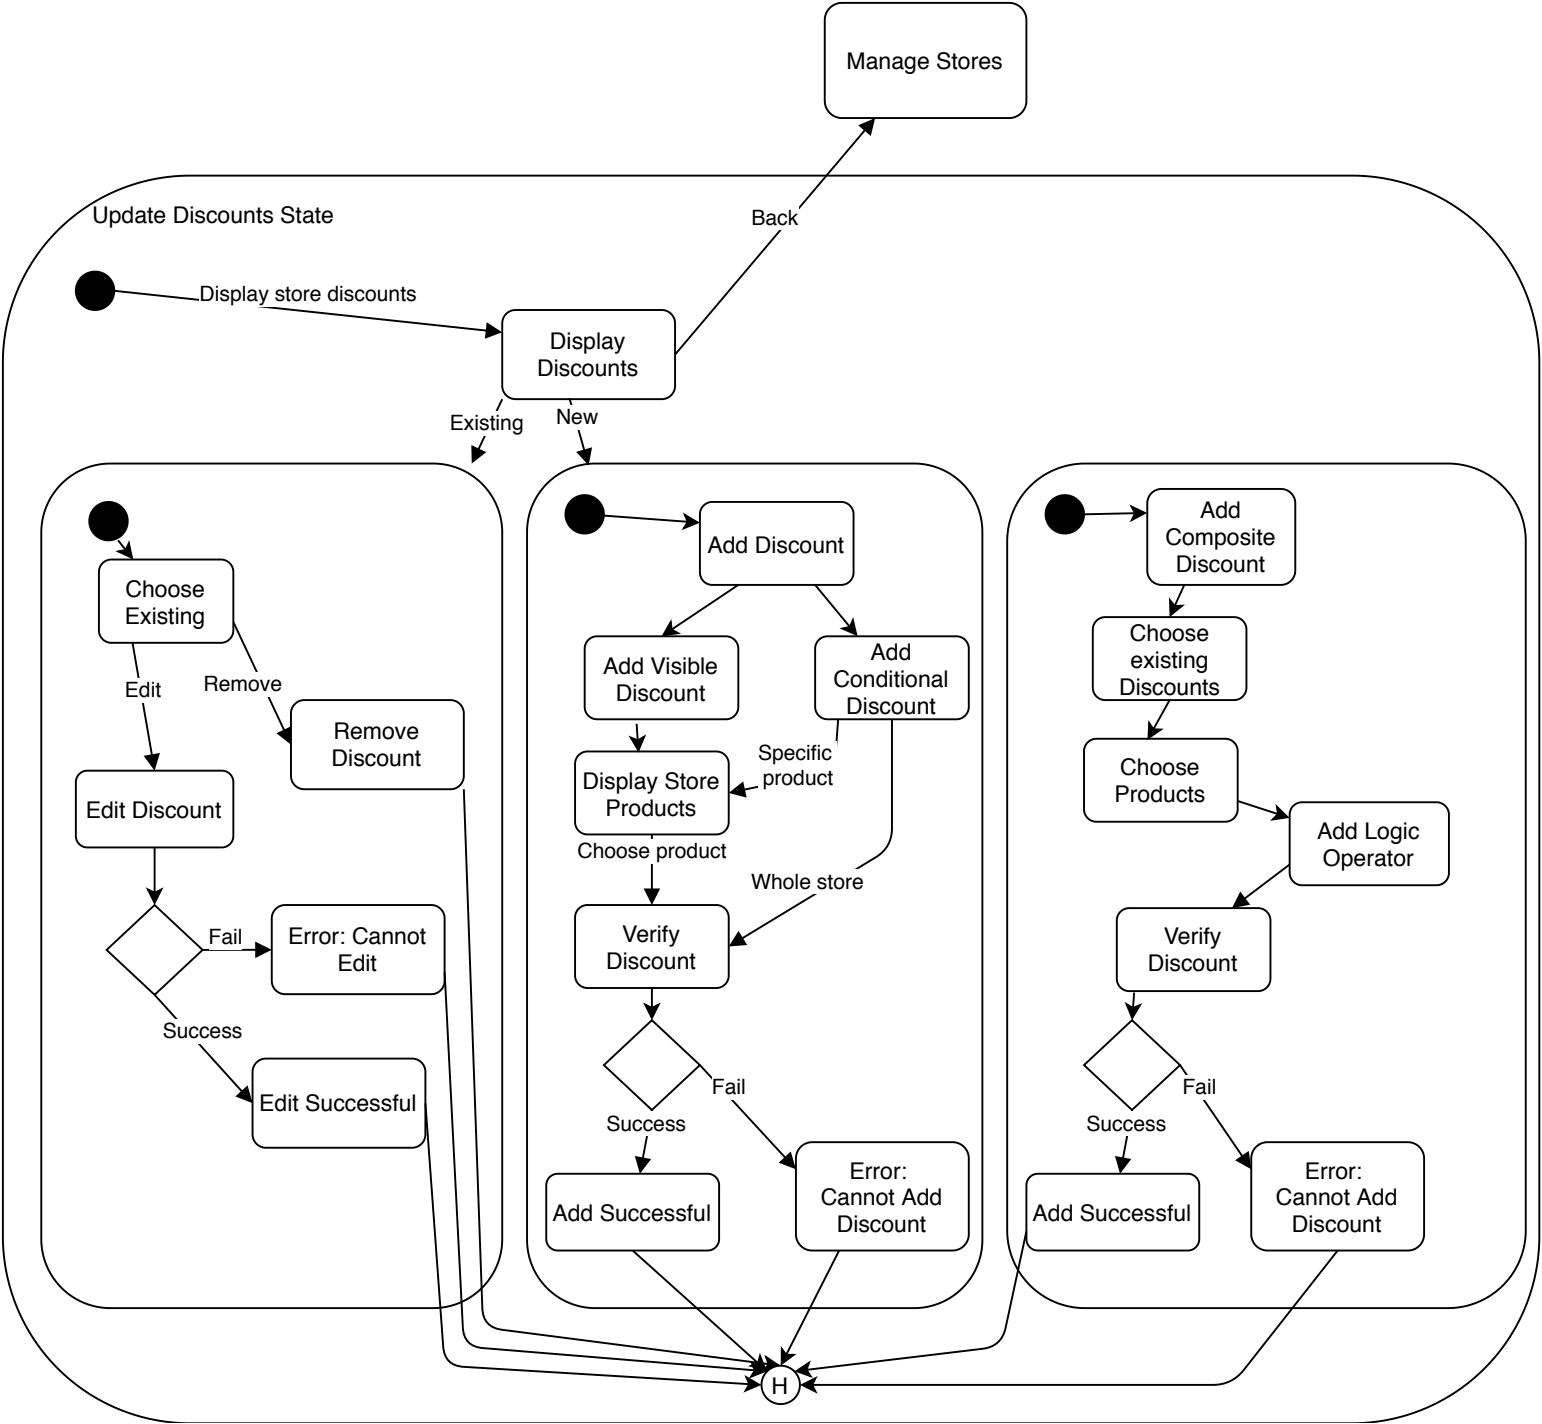 Manage Stores
Back
Update Discounts State
Display store discounts
Display
Discounts
Existing
New
Choose
Existing
Edit
Remove
Remove
Discount
Edit Discount
Fail
Error: Cannot
Edit
Success
Edit Successful
Add Discount
Add Visible
Discount
Add
Conditional
Discount
Specific
product
Display Store
Products
Choose product
Whole store
Verify
Discount
Fail
Success
Add Successful
Error:
Cannot Add
Discount
Add
Composite
Discount
Choose
existing
Discounts
Choose
Products
Add Logic
Operator
Verify
Discount
Fail
Success
Add Successful
Error:
Cannot Add
Discount
H